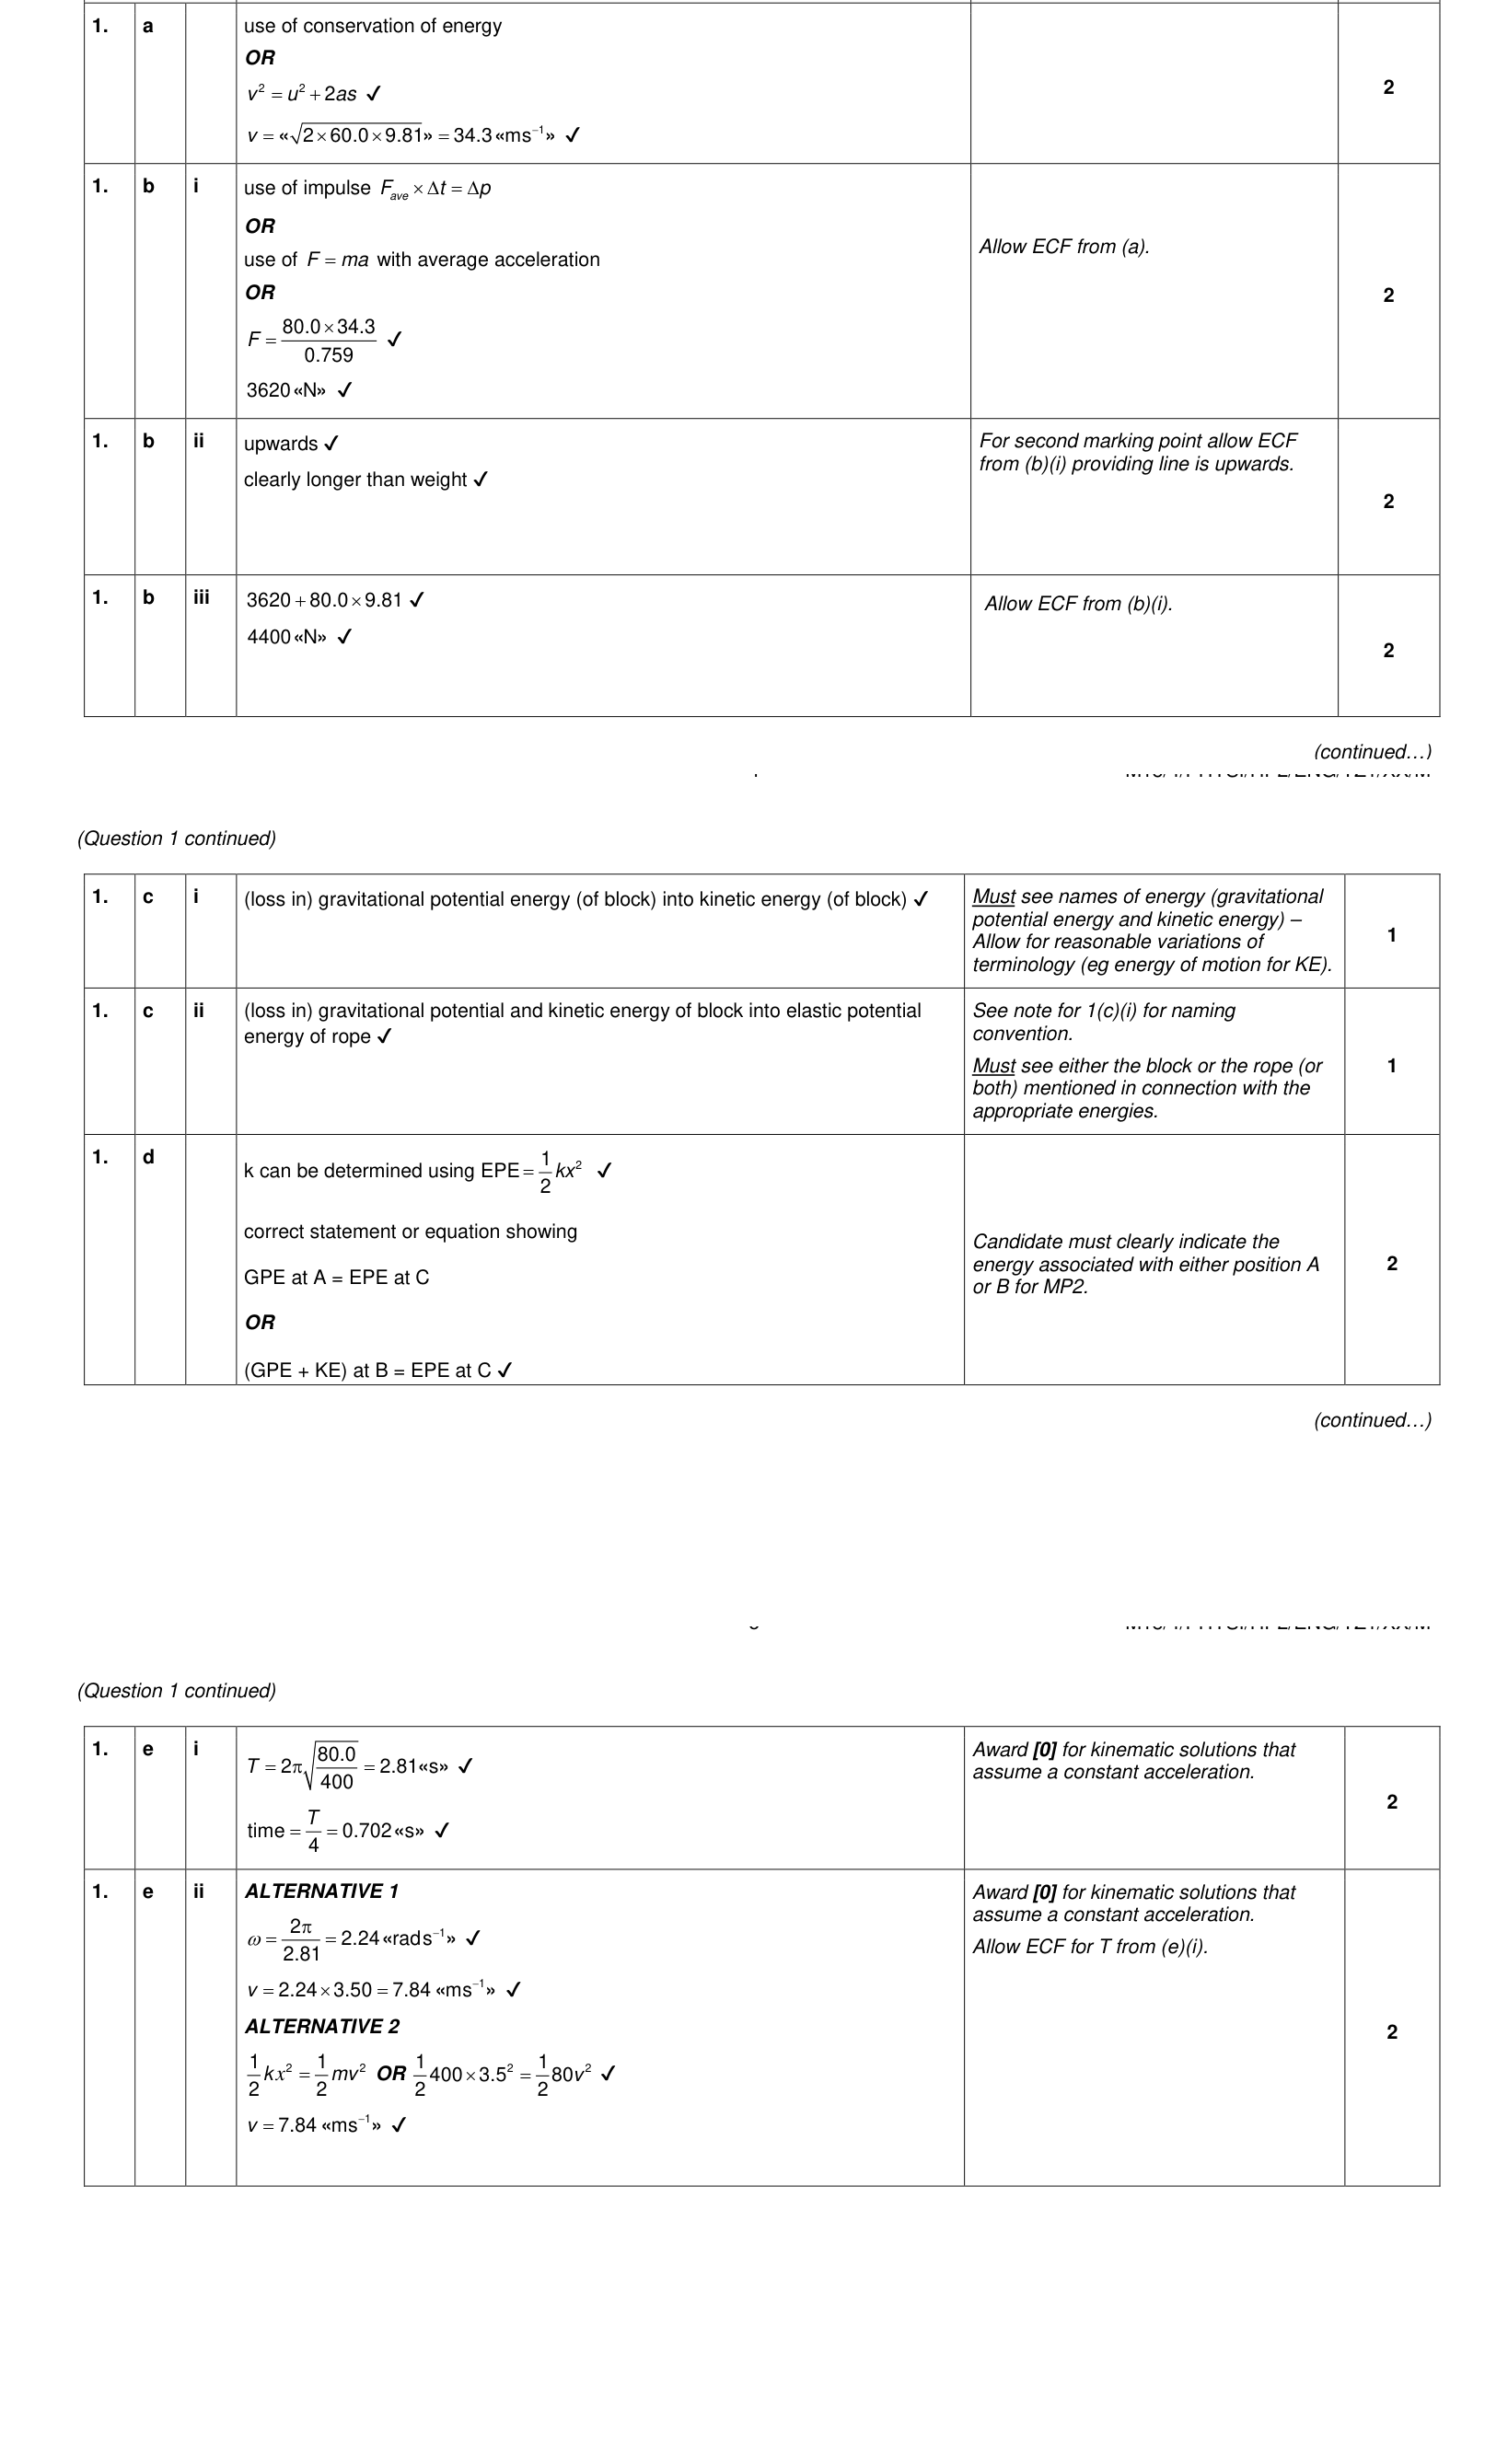 1. a use of conservation of energy
OR
v² = u² + 2as ✓
2
v = «√2×60.0×9.81» = 34.3 «ms⁻¹» ✓
1. b i use of impulse F_ave × Δt = Δp
OR
Allow ECF from (a).
use of F = ma with average acceleration
OR
2
F = 80.0 × 34.3 / 0.759 ✓
3620 «N» ✓
1. b ii upwards ✓
clearly longer than weight ✓
For second marking point allow ECF
from (b)(i) providing line is upwards.
2
1. b iii 3620 + 80.0 × 9.81 ✓
4400 «N» ✓
Allow ECF from (b)(i).
2
(continued…)
(Question 1 continued)
1. c i (loss in) gravitational potential energy (of block) into kinetic energy (of block) ✓
Must see names of energy (gravitational
potential energy and kinetic energy) –
Allow for reasonable variations of
terminology (eg energy of motion for KE).
1
1. c ii (loss in) gravitational potential and kinetic energy of block into elastic potential
energy of rope ✓
See note for 1(c)(i) for naming
convention.
Must see either the block or the rope (or
both) mentioned in connection with the
appropriate energies.
1
1. d k can be determined using EPE = 1/2 kx² ✓
correct statement or equation showing
GPE at A = EPE at C
OR
(GPE + KE) at B = EPE at C ✓
Candidate must clearly indicate the
energy associated with either position A
or B for MP2.
2
(continued…)
(Question 1 continued)
1. e i T = 2π√80.0/400 = 2.81 «s» ✓
time = T/4 = 0.702 «s» ✓
Award [0] for kinematic solutions that
assume a constant acceleration.
2
1. e ii ALTERNATIVE 1
ω = 2π/2.81 = 2.24 «rad s⁻¹» ✓
v = 2.24 × 3.50 = 7.84 «ms⁻¹» ✓
ALTERNATIVE 2
1/2 kx² = 1/2 mv² OR 1/2 400 × 3.5² = 1/2 80v² ✓
v = 7.84 «ms⁻¹» ✓
Award [0] for kinematic solutions that
assume a constant acceleration.
Allow ECF for T from (e)(i).
2